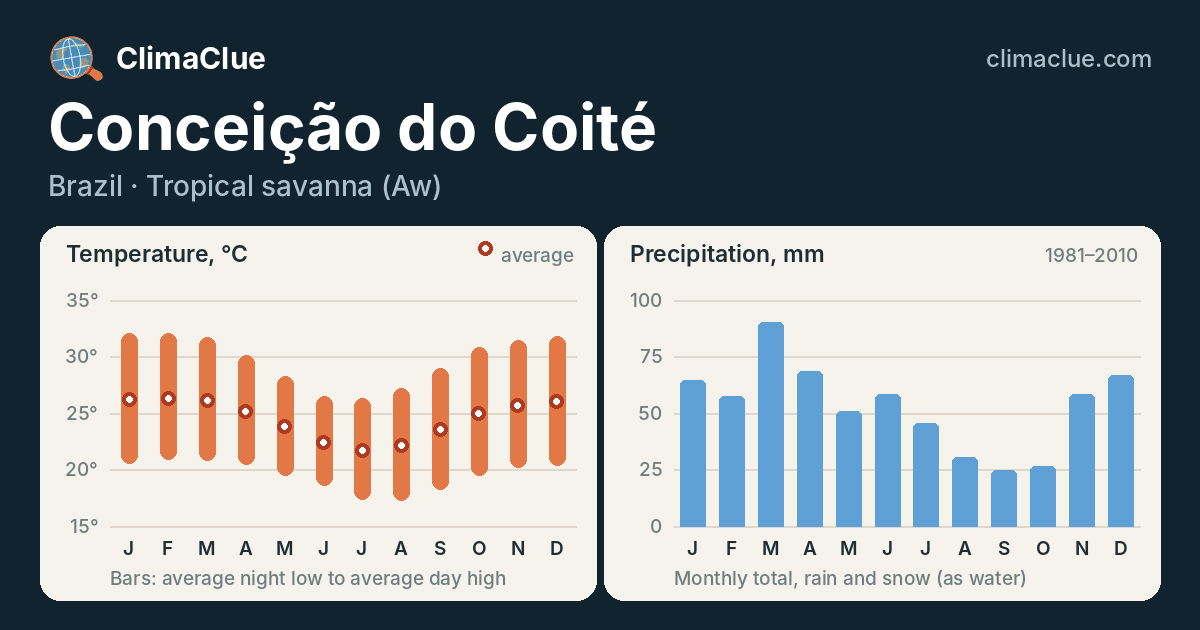 ClimaClue
climaclue.com
Conceição do Coité
Brazil · Tropical savanna (Aw)
Temperature, °C
average
35°
30°
25°
20°
15°
J F M A M J J A S O N D
Bars: average night low to average day high
Precipitation, mm
1981–2010
100
75
50
25
0
J F M A M J J A S O N D
Monthly total, rain and snow (as water)